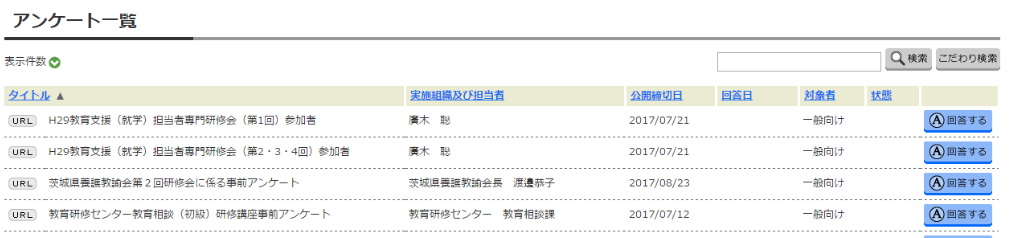 アンケート一覧
表示件数 検索 こだわり検索
タイトル ▲ 実施組織及び担当者 公開締切日 回答日 対象者 状態
URL H29教育支援（就学）担当者専門研修会（第1回）参加者 廣木 聡 2017/07/21 一般向け A 回答する
URL H29教育支援（就学）担当者専門研修会（第2・3・4回）参加者 廣木 聡 2017/07/21 一般向け A 回答する
URL 茨城県養護教諭会第２回研修会に係る事前アンケート 茨城県養護教諭会長 渡邉恭子 2017/08/23 一般向け A 回答する
URL 教育研修センター教育相談（初級）研修講座事前アンケート 教育研修センター 教育相談課 2017/07/12 一般向け A 回答する